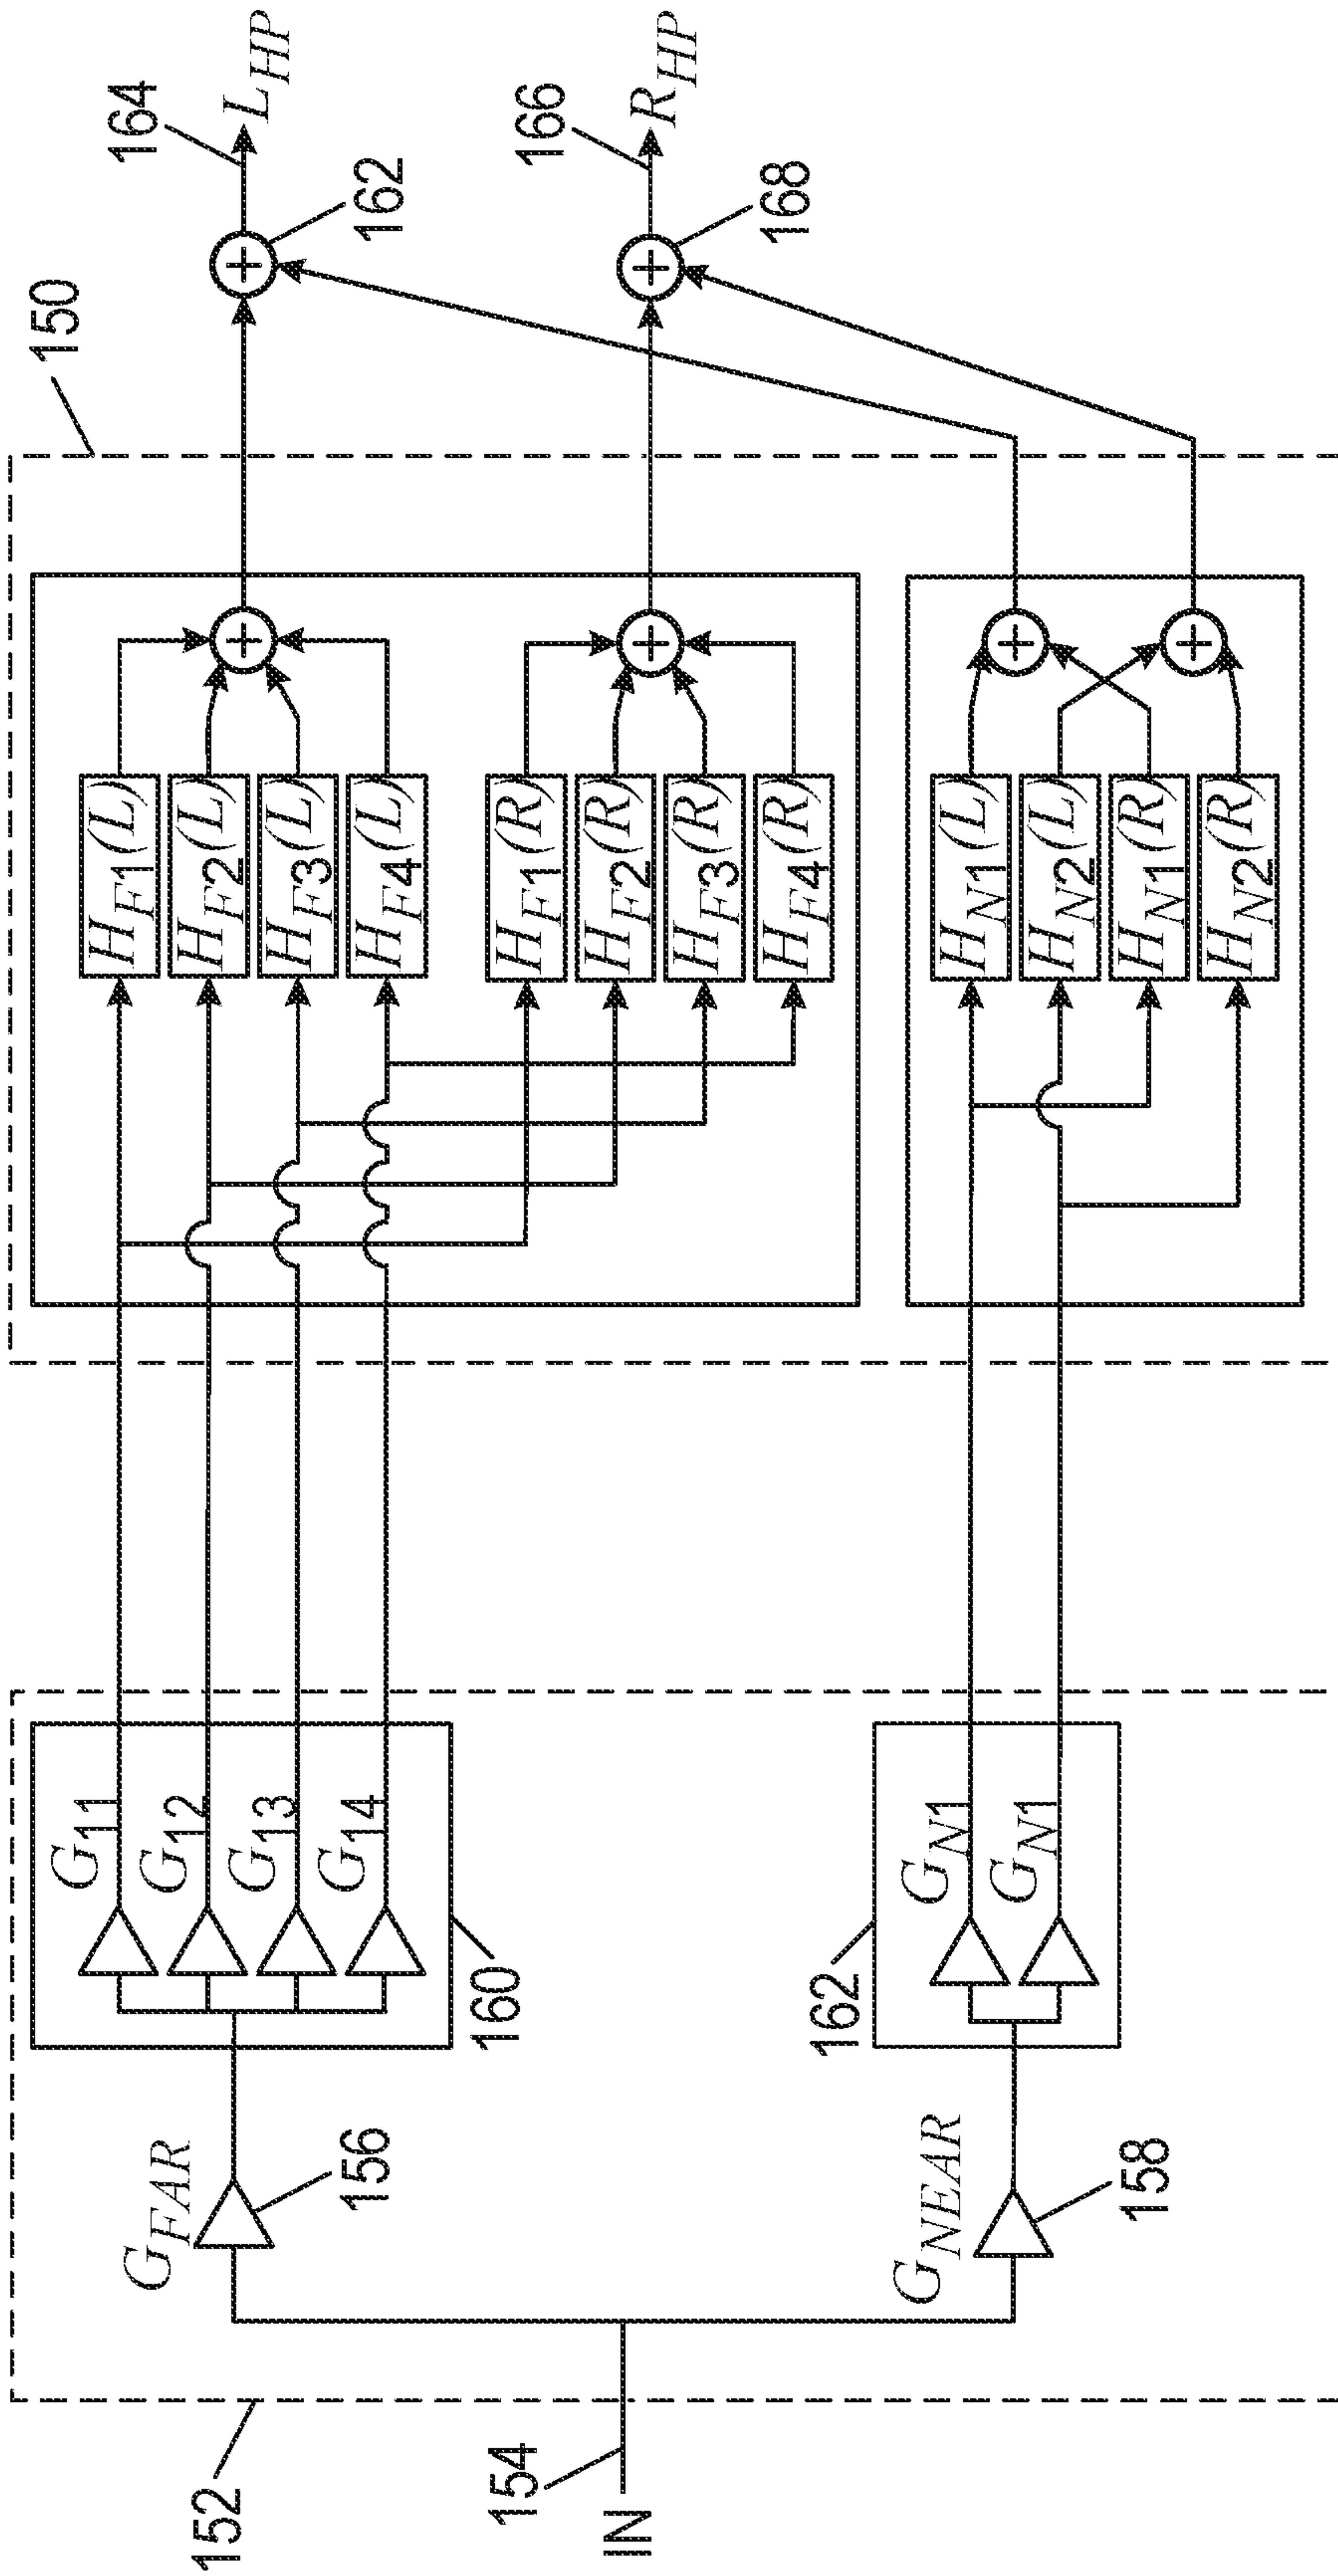 152
154
IN
G_FAR
156
G_NEAR
158
160
G_11
G_12
G_13
G_14
162
G_N1
G_N1
150
H_F1(L)
H_F2(L)
H_F3(L)
H_F4(L)
H_F1(R)
H_F2(R)
H_F3(R)
H_F4(R)
H_N1(L)
H_N2(L)
H_N1(R)
H_N2(R)
+
+
+
+
+
+
164
L_HP
162
166
R_HP
168